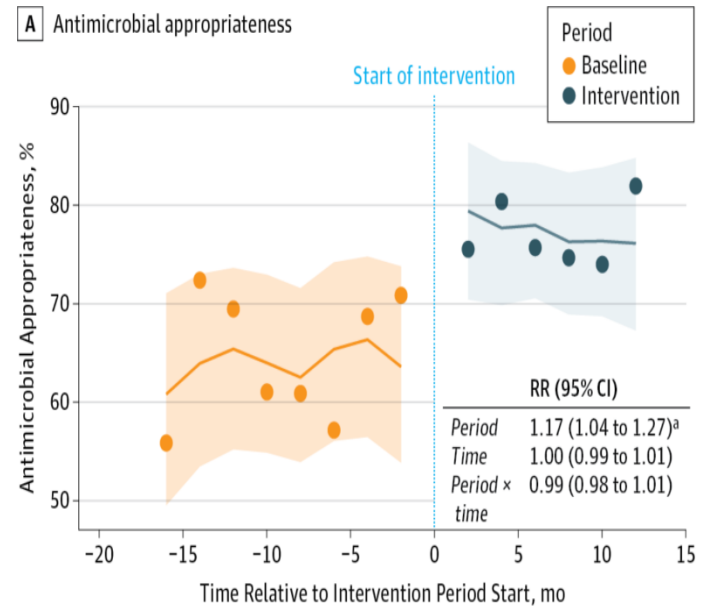 A Antimicrobial appropriateness
Period
Baseline
Intervention
Start of intervention
Antimicrobial Appropriateness, %
90
80
70
60
50
RR (95% CI)
Period 1.17 (1.04 to 1.27)ᵃ
Time 1.00 (0.99 to 1.01)
Period × 0.99 (0.98 to 1.01)
time
−20 −15 −10 −5 0 5 10 15
Time Relative to Intervention Period Start, mo